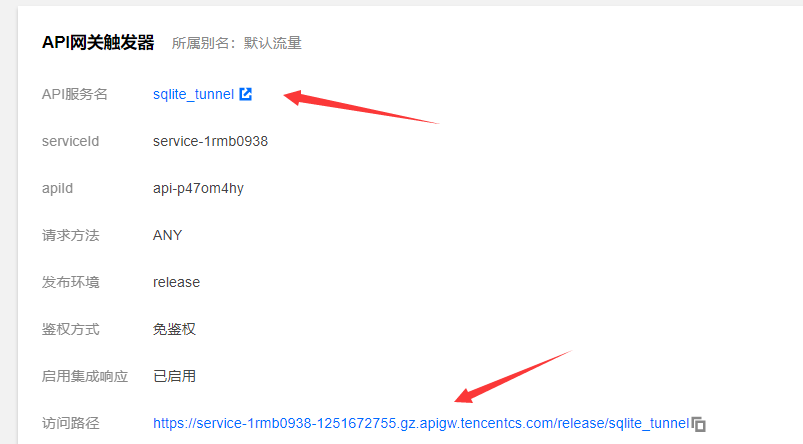 API网关触发器 所属别名：默认流量
API服务名 sqlite_tunnel
serviceId service-1rmb0938
apiId api-p47om4hy
请求方法 ANY
发布环境 release
鉴权方式 免鉴权
启用集成响应 已启用
访问路径 https://service-1rmb0938-1251672755.gz.apigw.tencentcs.com/release/sqlite_tunnel